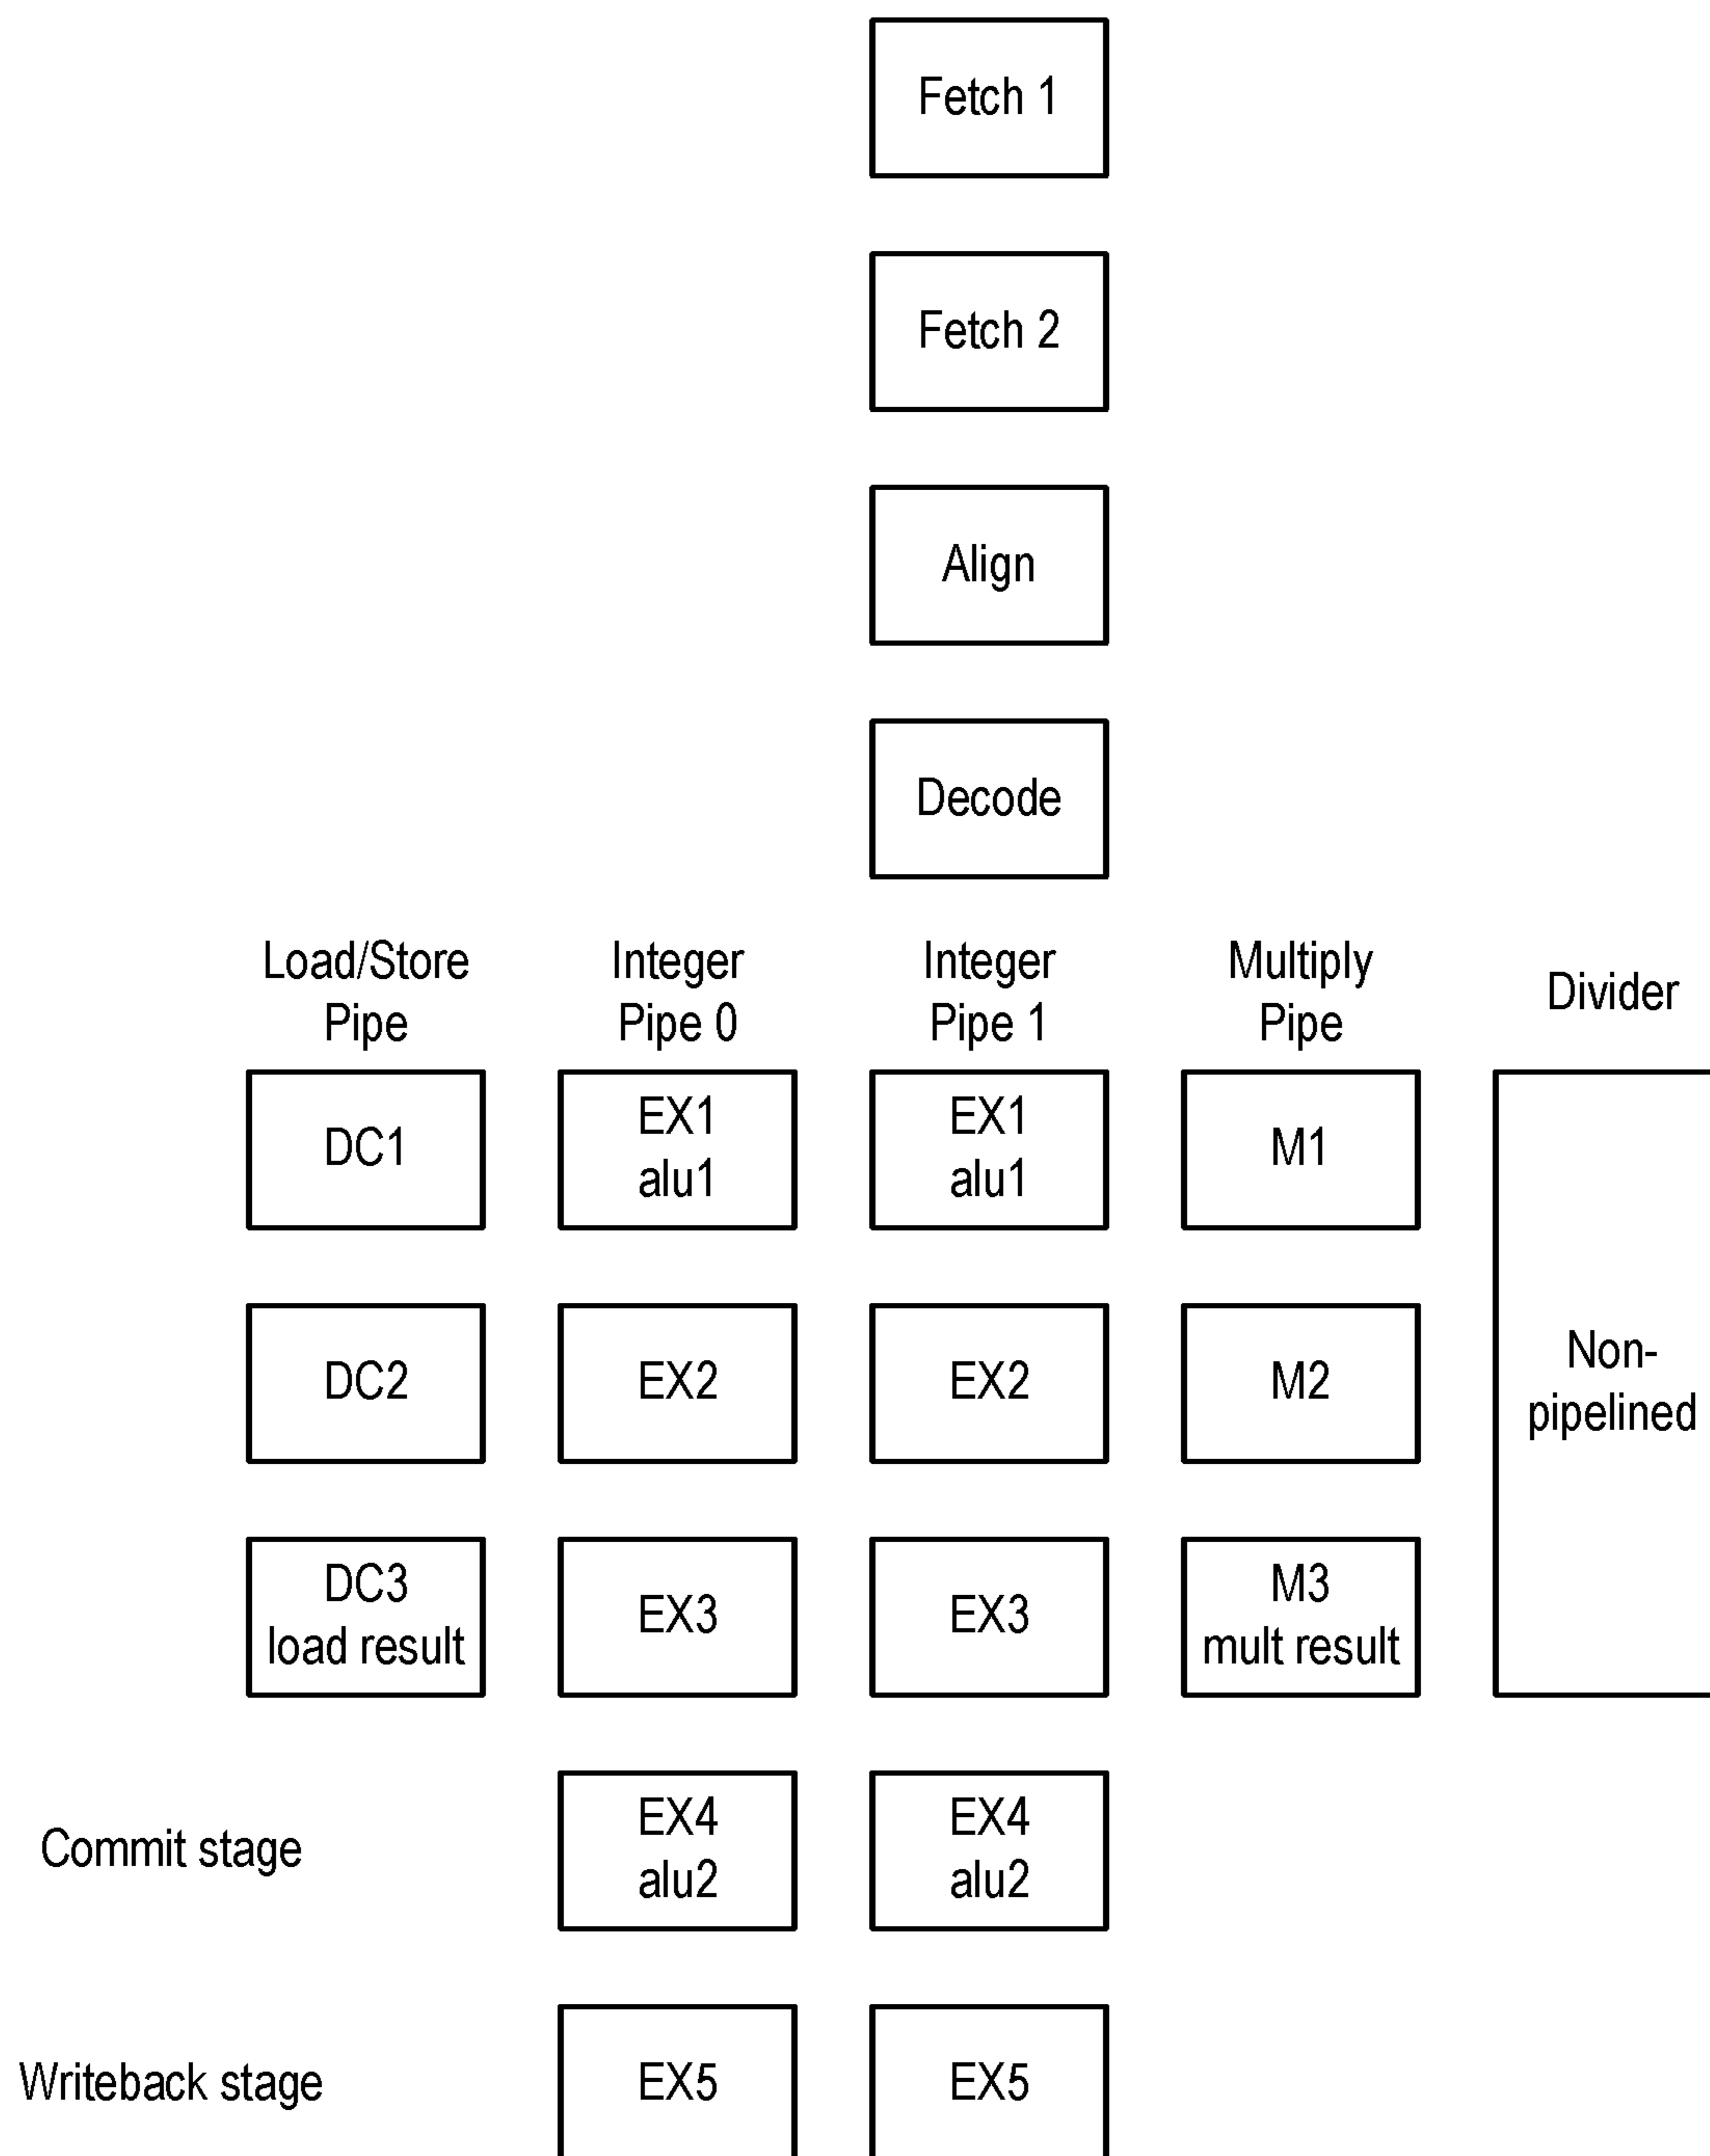 Fetch 1
Fetch 2
Align
Decode
Load/Store
Pipe
Integer
Pipe 0
Integer
Pipe 1
Multiply
Pipe
Divider
DC1
EX1
alu1
EX1
alu1
M1
DC2
EX2
EX2
M2
Non-
pipelined
DC3
load result
EX3
EX3
M3
mult result
Commit stage
EX4
alu2
EX4
alu2
Writeback stage
EX5
EX5